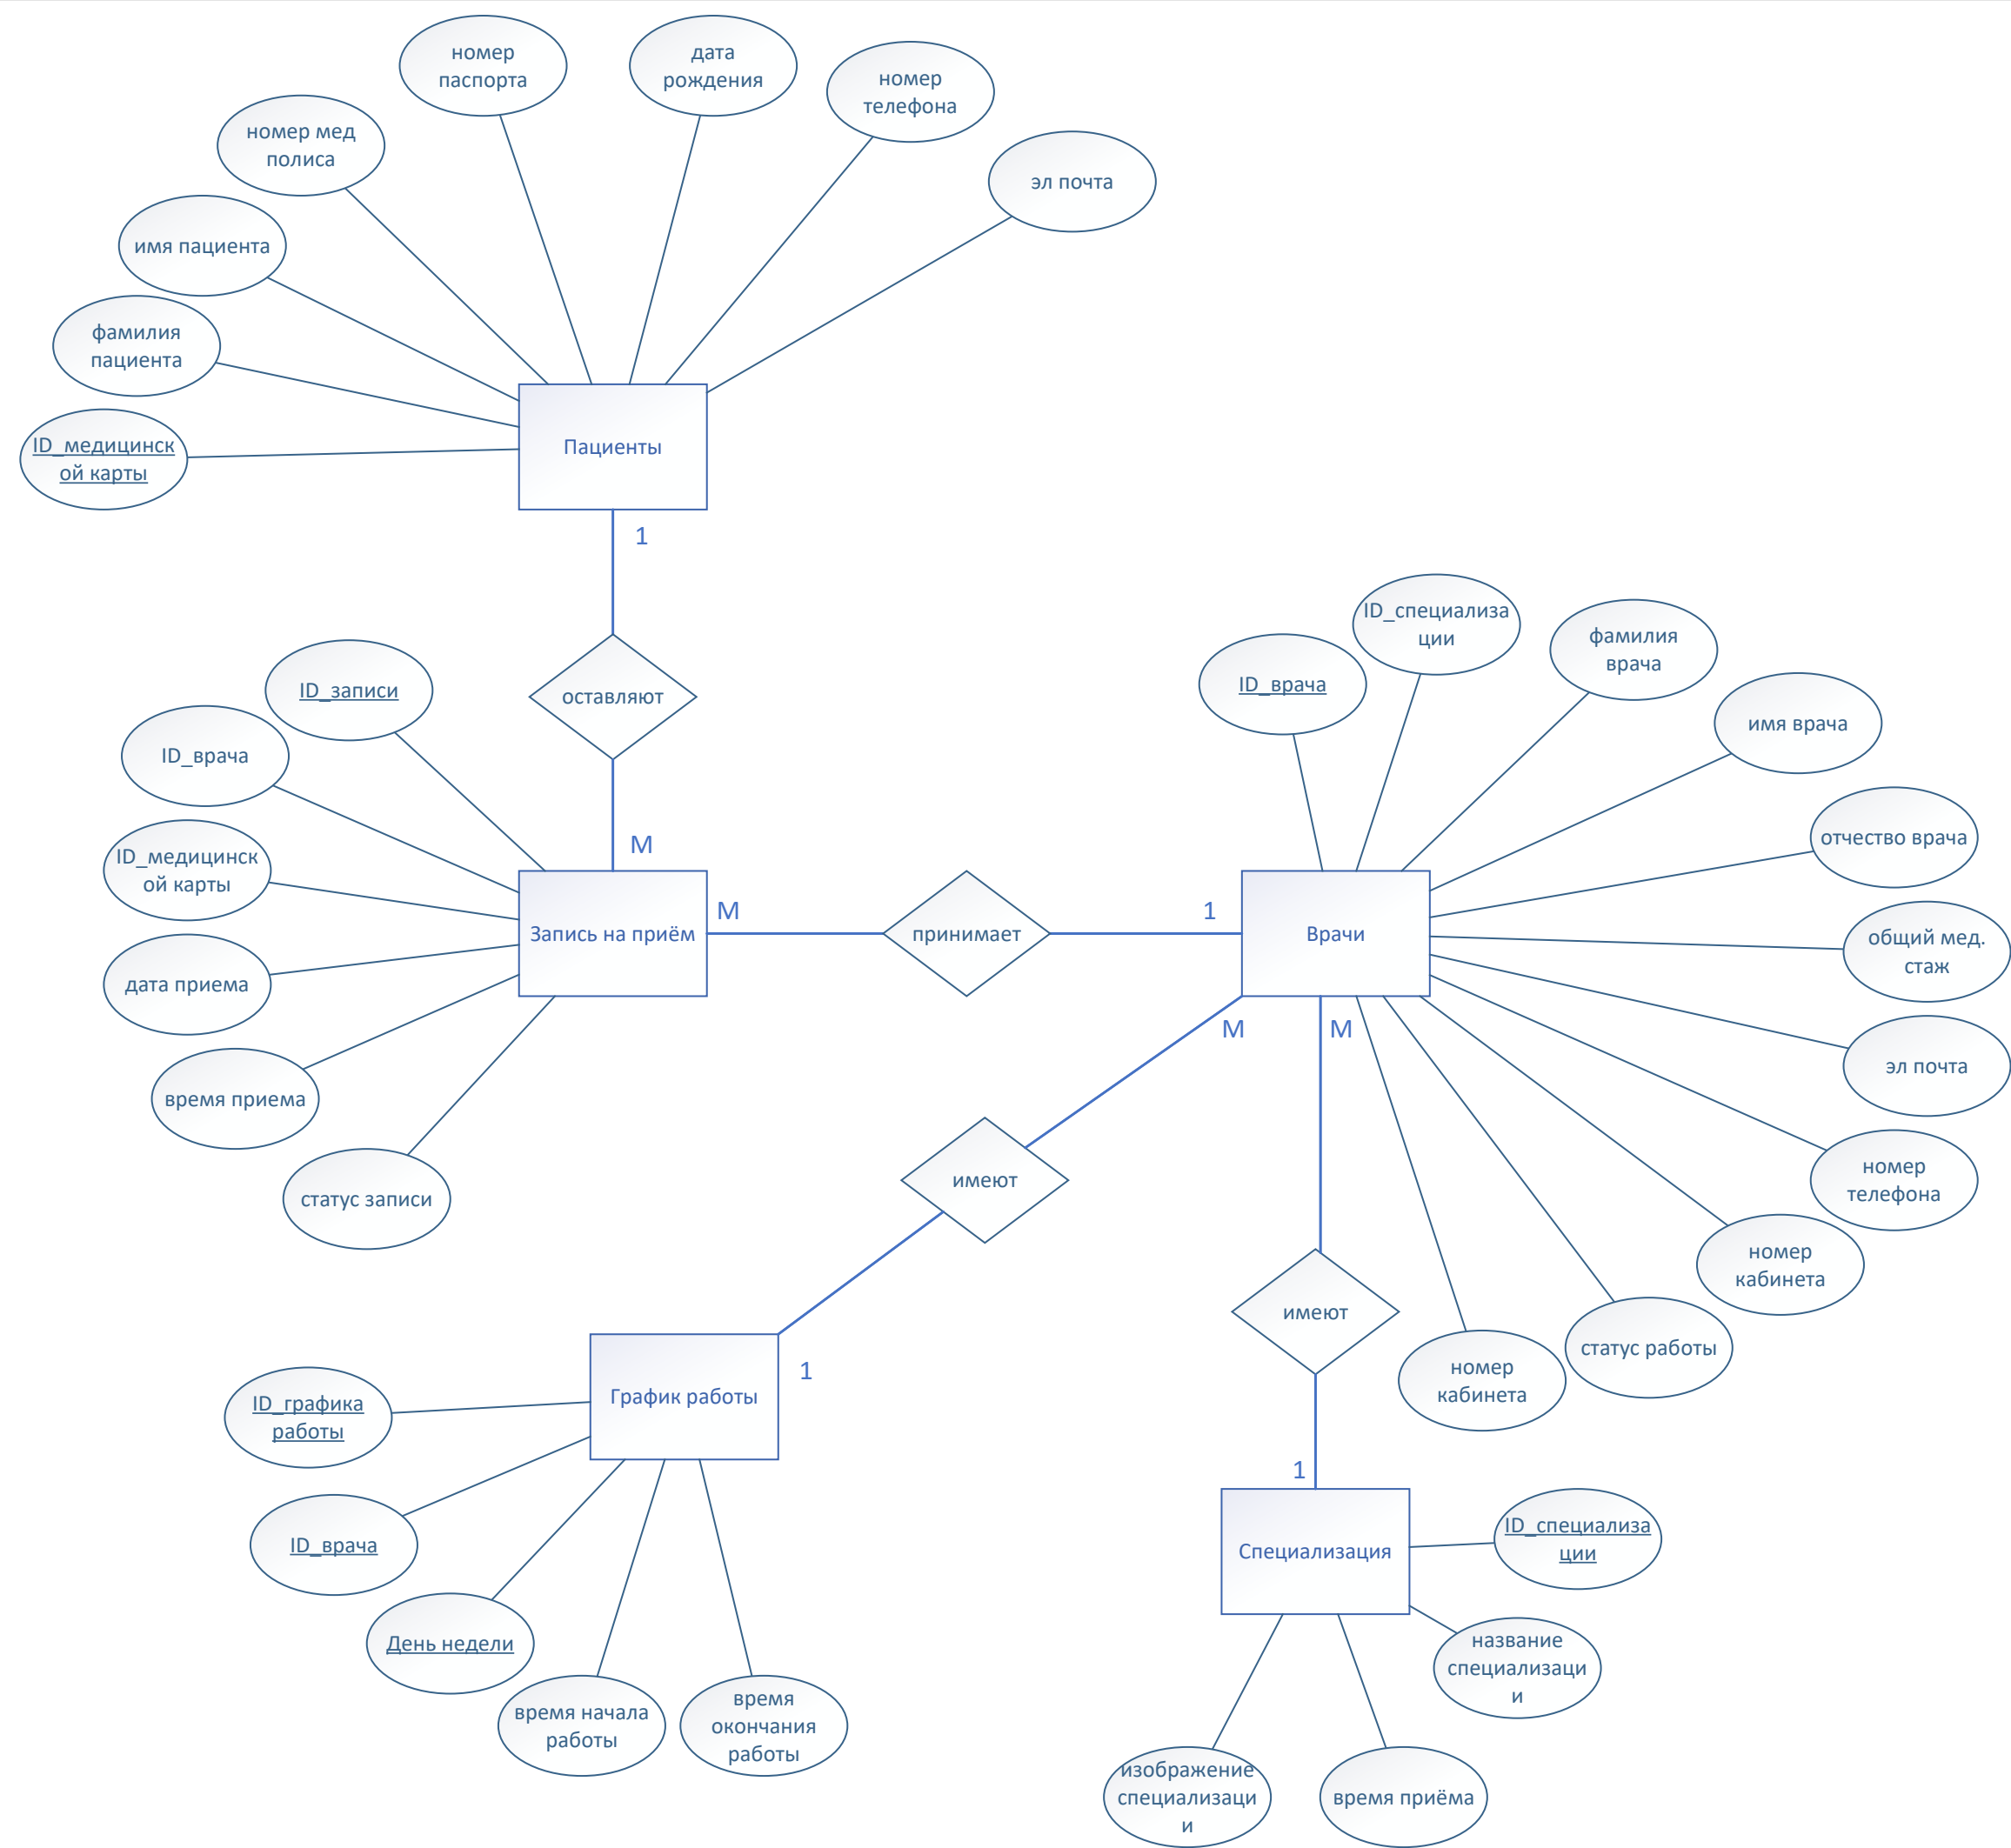 номер
паспорта
дата
рождения
номер
телефона
номер мед
полиса
эл почта
имя пациента
фамилия
пациента
ID_медицинск
ой карты
Пациенты
1
оставляют
M
ID_записи
ID_врача
ID_медицинск
ой карты
дата приема
время приема
статус записи
Запись на приём
M
принимает
1
Врачи
ID_врача
ID_специализа
ции
фамилия
врача
имя врача
отчество врача
общий мед.
стаж
эл почта
номер
телефона
номер
кабинета
статус работы
номер
кабинета
M
M
имеют
имеют
1
График работы
ID_графика
работы
ID_врача
День недели
время начала
работы
время
окончания
работы
1
Специализация
ID_специализа
ции
название
специализаци
и
изображение
специализаци
и
время приёма